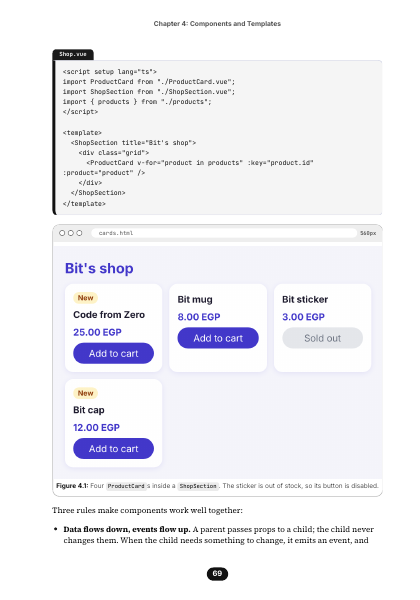 Chapter 4: Components and Templates
Shop.vue
<script setup lang="ts">
import ProductCard from "./ProductCard.vue";
import ShopSection from "./ShopSection.vue";
import { products } from "./products";
</script>
<template>
<ShopSection title="Bit's shop">
<div class="grid">
<ProductCard v-for="product in products" :key="product.id"
:product="product" />
</div>
</ShopSection>
</template>
cards.html
560px
Bit's shop
New
Code from Zero
25.00 EGP
Add to cart
Bit mug
8.00 EGP
Add to cart
Bit sticker
3.00 EGP
Sold out
New
Bit cap
12.00 EGP
Add to cart
Figure 4.1: Four ProductCard s inside a ShopSection. The sticker is out of stock, so its button is disabled.
Three rules make components work well together:
• Data flows down, events flow up. A parent passes props to a child; the child never
changes them. When the child needs something to change, it emits an event, and
69